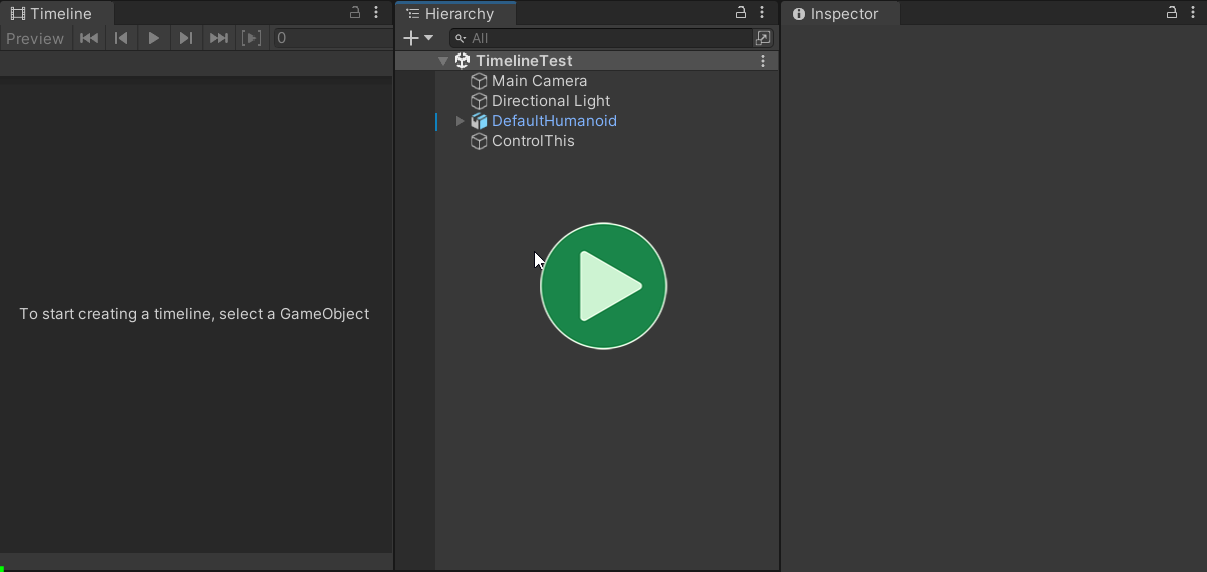 Timeline
Preview
0
To start creating a timeline, select a GameObject
Hierarchy
All
TimelineTest
Main Camera
Directional Light
DefaultHumanoid
ControlThis
Inspector